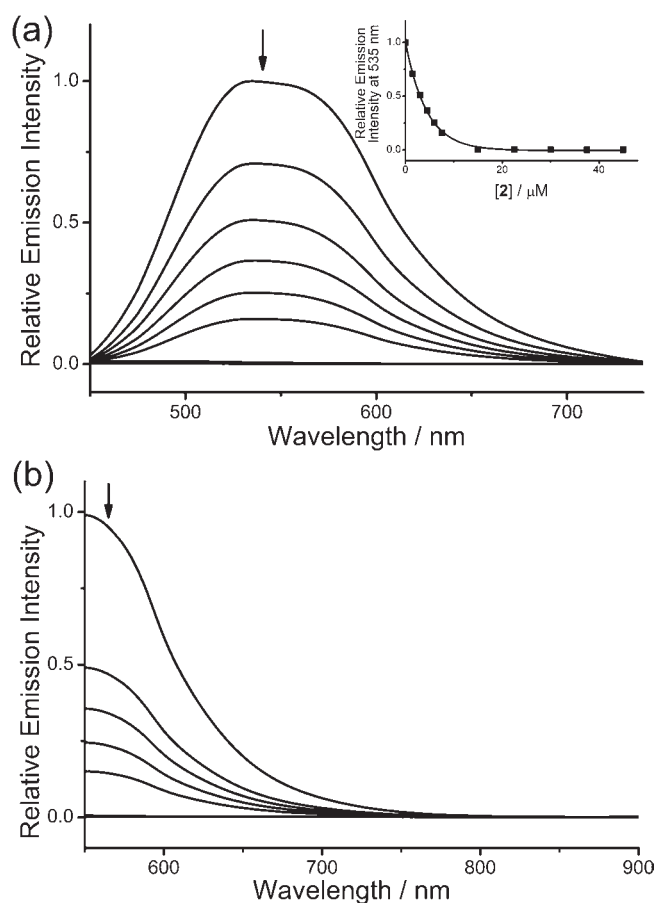 (a)
Relative Emission Intensity
1.0
0.5
0.0
500
600
700
Wavelength / nm
Relative Emission
Intensity at 535 nm
1.0
0.5
0.0
0
20
40
[2] / μM
(b)
Relative Emission Intensity
1.0
0.5
0.0
600
700
800
900
Wavelength / nm